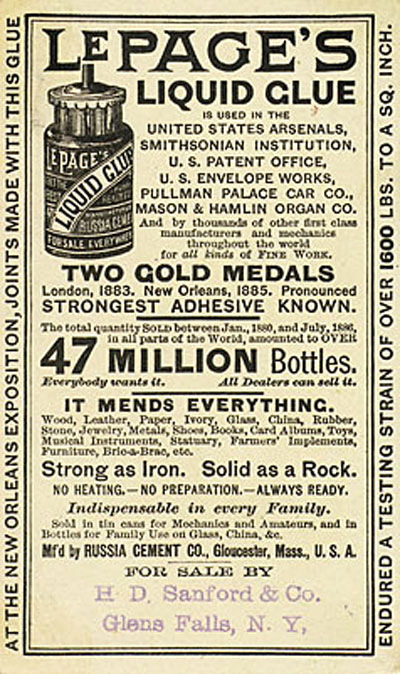 LEPAGE'S
LIQUID GLUE
IS USED IN THE
UNITED STATES ARSENALS,
SMITHSONIAN INSTITUTION,
U. S. PATENT OFFICE,
U. S. ENVELOPE WORKS,
PULLMAN PALACE CAR CO.,
MASON & HAMLIN ORGAN CO.
And by thousands of other first class
manufacturers and mechanics
throughout the world
for all kinds of FINE WORK.
LEPAGE'S
LIQUID GLUE
RUSSIA CEME
FOR SALE EVERYWHERE
TWO GOLD MEDALS
London, 1883. New Orleans, 1885. Pronounced
STRONGEST ADHESIVE KNOWN.
The total quantity SOLD between Jan., 1880, and July, 1886,
in all parts of the World, amounted to OVER
47 MILLION Bottles.
Everybody wants it. All Dealers can sell it.
IT MENDS EVERYTHING.
Wood, Leather, Paper, Ivory, Glass, China, Rubber,
Stone, Jewelry, Metals, Shoes, Books, Card Albums, Toys,
Musical Instruments, Statuary, Farmers' Implements,
Furniture, Bric-a-Brac, etc.
Strong as Iron. Solid as a Rock.
NO HEATING.—NO PREPARATION.—ALWAYS READY.
Indispensable in every Family.
Sold in tin cans for Mechanics and Amateurs, and in
Bottles for Family Use on Glass, China, &c.
M'f'd by RUSSIA CEMENT CO., Gloucester, Mass., U. S. A.
FOR SALE BY
H. D. Sanford & Co.
Glens Falls, N. Y,
AT THE NEW ORLEANS EXPOSITION, JOINTS MADE WITH THIS GLUE
ENDURED A TESTING STRAIN OF OVER 1600 LBS. TO A SQ. INCH.